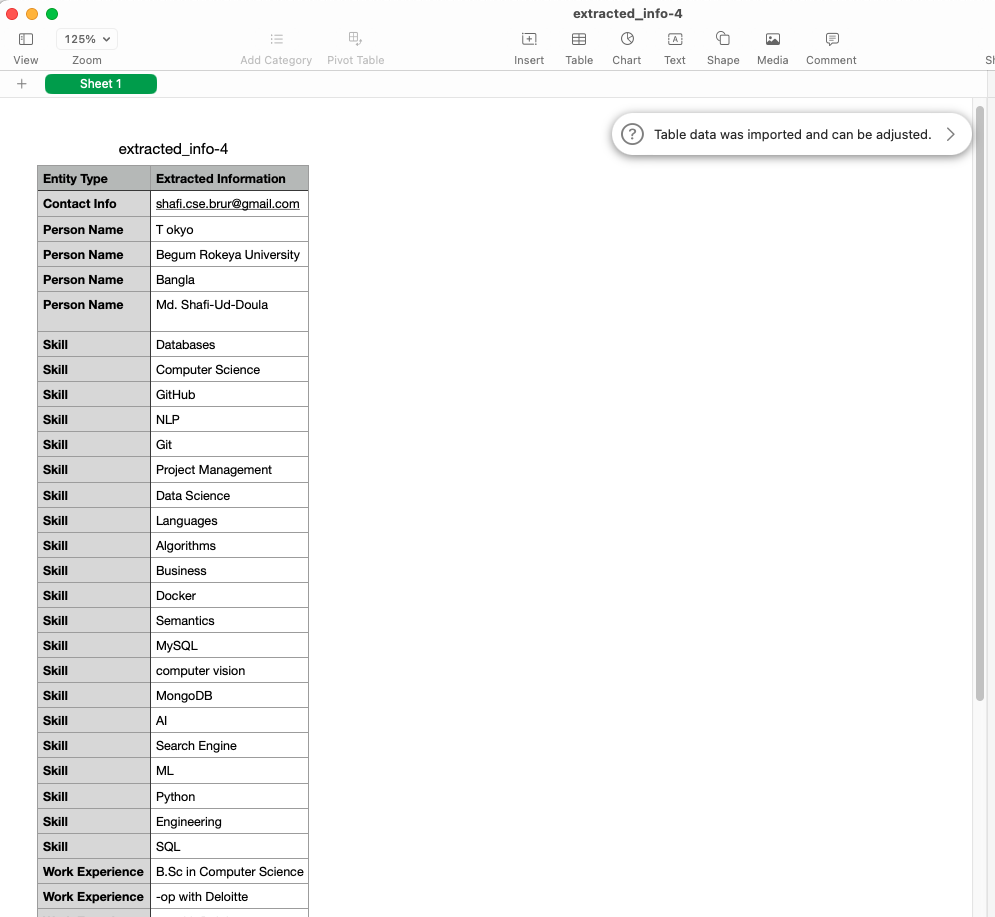 extracted_info-4
125%
View
Zoom
Add Category
Pivot Table
Insert
Table
Chart
Text
Shape
Media
Comment
Sheet 1
Table data was imported and can be adjusted.
extracted_info-4
Entity Type Extracted Information
Contact Info shafi.cse.brur@gmail.com
Person Name T okyo
Person Name Begum Rokeya University
Person Name Bangla
Person Name Md. Shafi-Ud-Doula
Skill Databases
Skill Computer Science
Skill GitHub
Skill NLP
Skill Git
Skill Project Management
Skill Data Science
Skill Languages
Skill Algorithms
Skill Business
Skill Docker
Skill Semantics
Skill MySQL
Skill computer vision
Skill MongoDB
Skill AI
Skill Search Engine
Skill ML
Skill Python
Skill Engineering
Skill SQL
Work Experience B.Sc in Computer Science
Work Experience -op with Deloitte